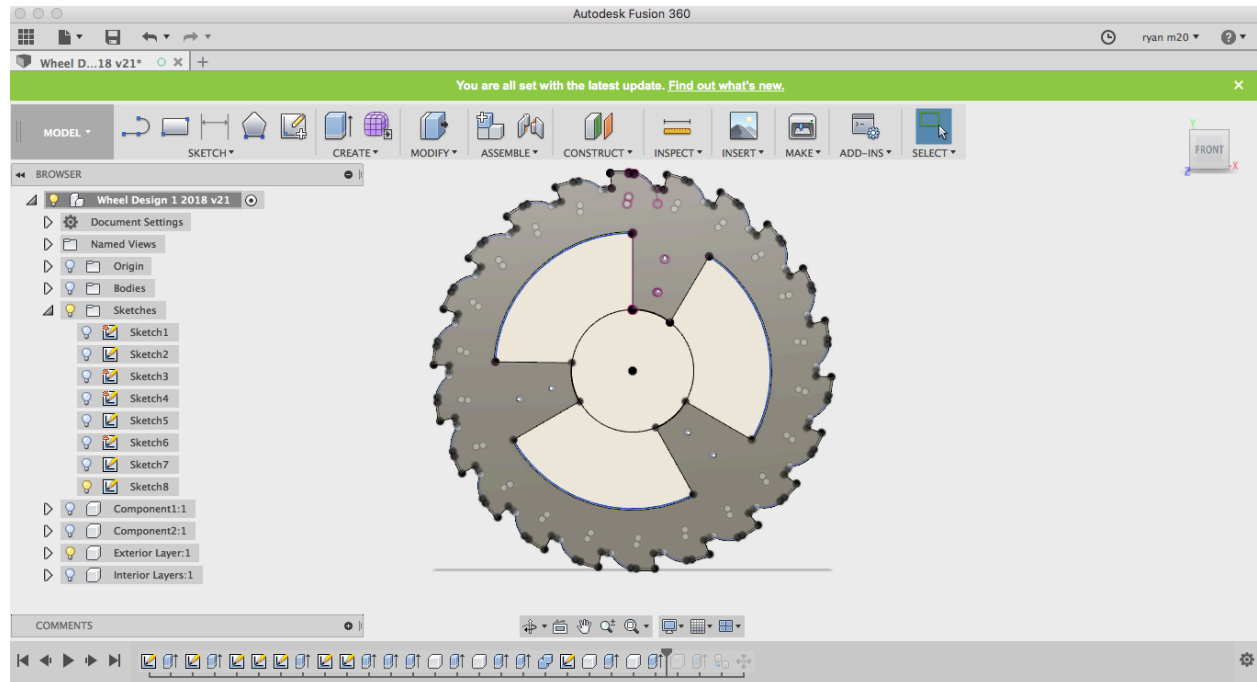 Autodesk Fusion 360
ryan m20
Wheel D...18 v21*
You are all set with the latest update. Find out what's new.
MODEL
SKETCH
CREATE
MODIFY
ASSEMBLE
CONSTRUCT
INSPECT
INSERT
MAKE
ADD-INS
SELECT
Y
FRONT
Z
X
BROWSER
Wheel Design 1 2018 v21
Document Settings
Named Views
Origin
Bodies
Sketches
Sketch1
Sketch2
Sketch3
Sketch4
Sketch5
Sketch6
Sketch7
Sketch8
Component1:1
Component2:1
Exterior Layer:1
Interior Layers:1
COMMENTS